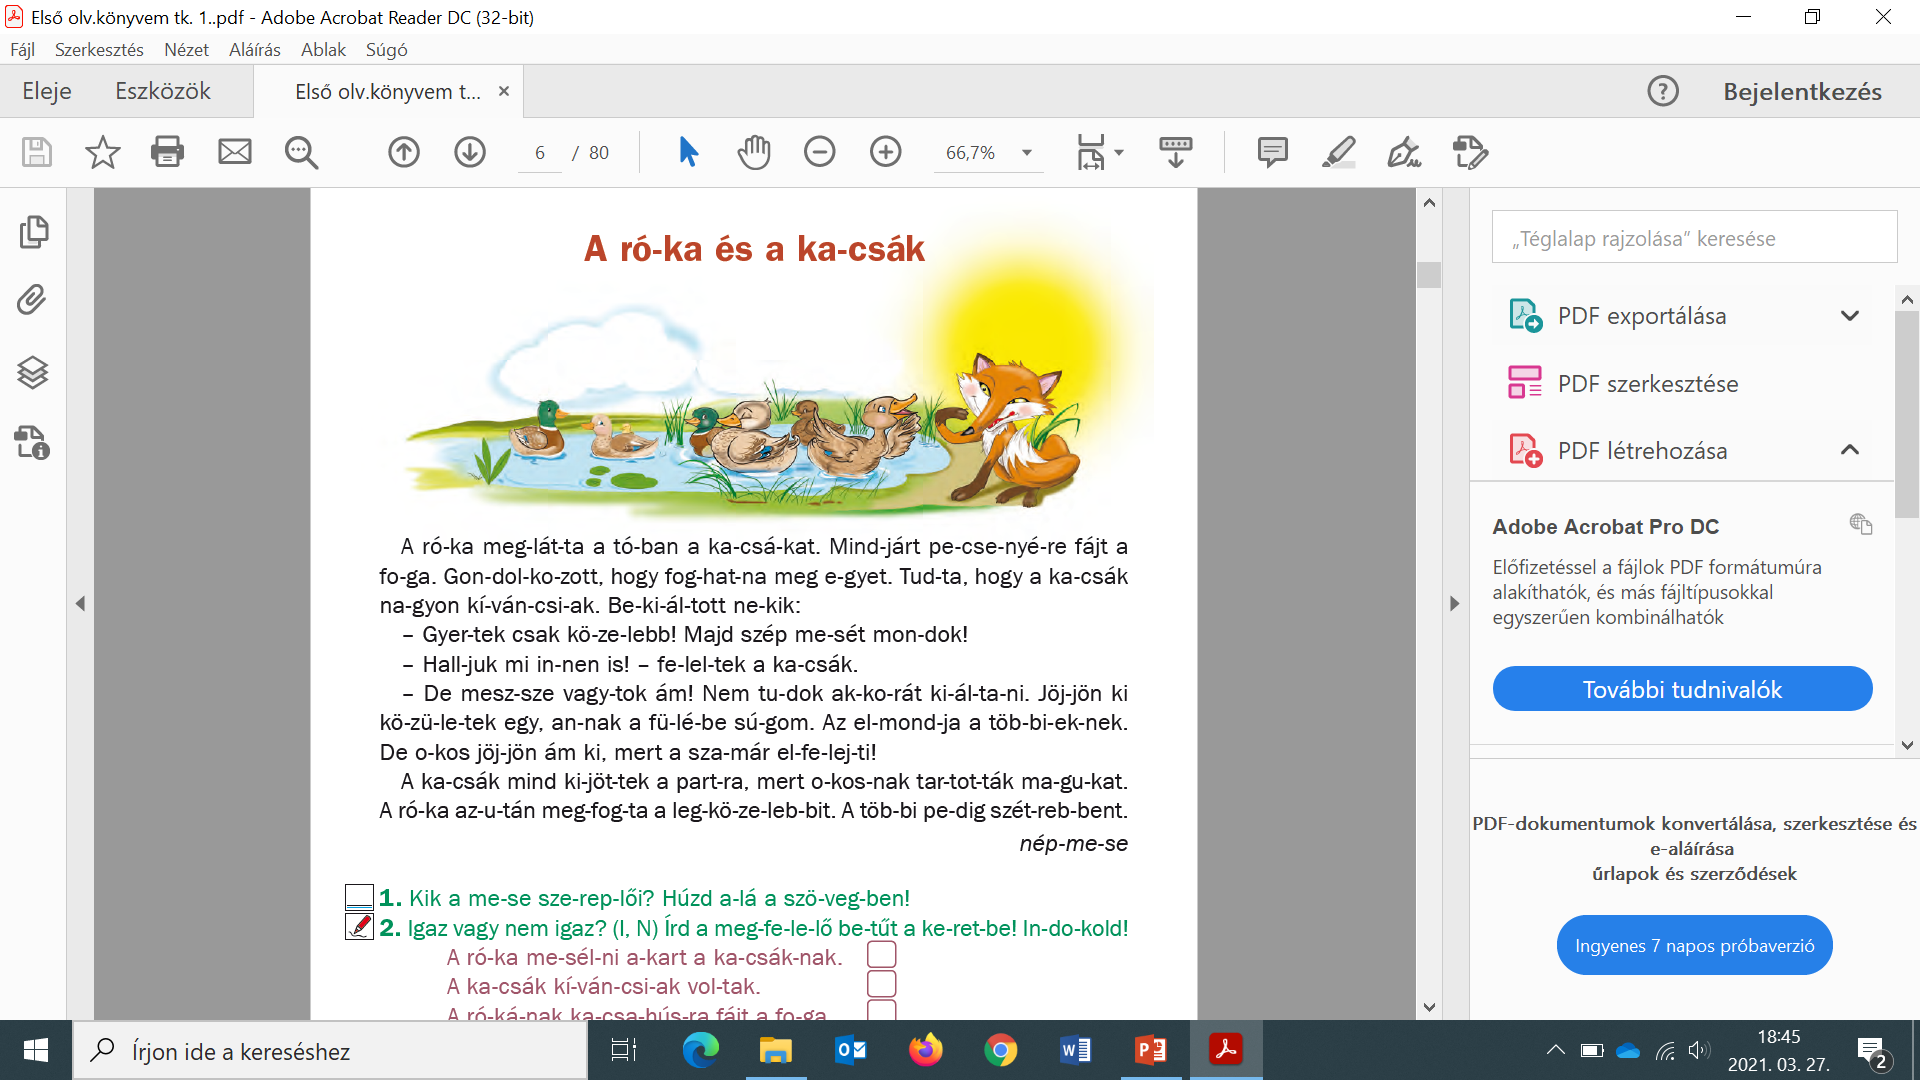 Első olv.könyvem tk. 1..pdf - Adobe Acrobat Reader DC (32-bit)
Fájl Szerkesztés Nézet Aláírás Ablak Súgó
Eleje Eszközök Első olv.könyvem t... × ? Bejelentkezés
6 / 80 66,7%
A ró-ka és a ka-csák
A ró-ka meg-lát-ta a tó-ban a ka-csá-kat. Mind-járt pe-cse-nyé-re fájt a
fo-ga. Gon-dol-ko-zott, hogy fog-hat-na meg e-gyet. Tud-ta, hogy a ka-csák
na-gyon kí-ván-csi-ak. Be-ki-ál-tott ne-kik:
– Gyer-tek csak kö-ze-lebb! Majd szép me-sét mon-dok!
– Hall-juk mi in-nen is! – fe-lel-tek a ka-csák.
– De mesz-sze vagy-tok ám! Nem tu-dok ak-ko-rát ki-ál-ta-ni. Jöj-jön ki
kö-zü-le-tek egy, an-nak a fü-lé-be sú-gom. Az el-mond-ja a töb-bi-ek-nek.
De o-kos jöj-jön ám ki, mert a sza-már el-fe-lej-ti!
A ka-csák mind ki-jöt-tek a part-ra, mert o-kos-nak tar-tot-ták ma-gu-kat.
A ró-ka az-u-tán meg-fog-ta a leg-kö-ze-leb-bit. A töb-bi pe-dig szét-reb-bent.
nép-me-se
1. Kik a me-se sze-rep-lői? Húzd a-lá a szö-veg-ben!
2. Igaz vagy nem igaz? (I, N) Írd a meg-fe-le-lő be-tűt a ke-ret-be! In-do-kold!
A ró-ka me-sél-ni a-kart a ka-csák-nak.
A ka-csák kí-ván-csi-ak vol-tak.
A ró-ká-nak ka-csa-hús-ra fájt a fo-ga.
„Téglalap rajzolása” keresése
PDF exportálása
PDF szerkesztése
PDF létrehozása
Adobe Acrobat Pro DC
Előfizetéssel a fájlok PDF formátumúra
alakíthatók, és más fájltípusokkal
egyszerűen kombinálhatók
További tudnivalók
PDF-dokumentumok konvertálása, szerkesztése és
e-aláírása
űrlapok és szerződések
Ingyenes 7 napos próbaverzió
Írjon ide a kereséshez
18:45
2021. 03. 27.
2